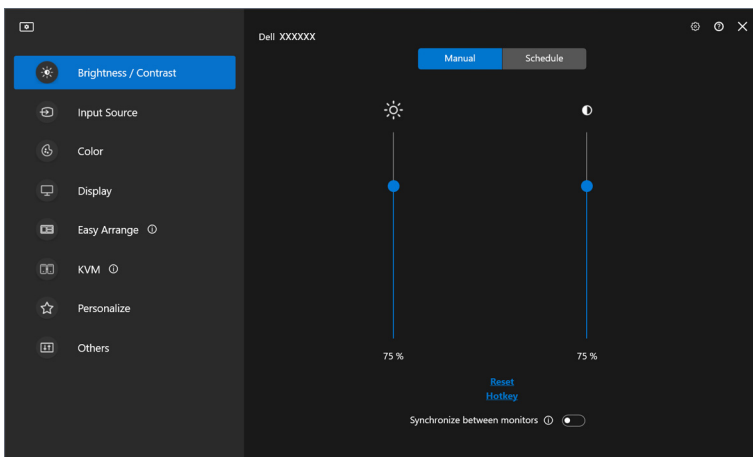 Dell XXXXXX
Manual
Schedule
Brightness / Contrast
Input Source
Color
Display
Easy Arrange
KVM
Personalize
Others
75 %
75 %
Reset
Hotkey
Synchronize between monitors